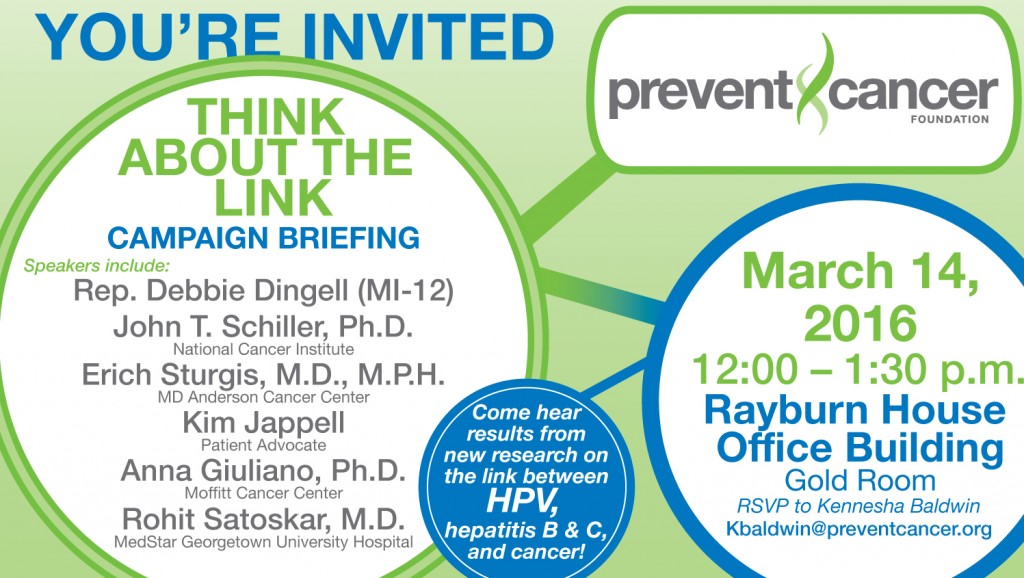 YOU'RE INVITED
prevent cancer
FOUNDATION
THINK
ABOUT THE
LINK
CAMPAIGN BRIEFING
Speakers include:
Rep. Debbie Dingell (MI-12)
John T. Schiller, Ph.D.
National Cancer Institute
Erich Sturgis, M.D., M.P.H.
MD Anderson Cancer Center
Kim Jappell
Patient Advocate
Anna Giuliano, Ph.D.
Moffitt Cancer Center
Rohit Satoskar, M.D.
MedStar Georgetown University Hospital
Come hear
results from
new research on
the link between
HPV,
hepatitis B & C,
and cancer!
March 14,
2016
12:00 – 1:30 p.m.
Rayburn House
Office Building
Gold Room
RSVP to Kennesha Baldwin
Kbaldwin@preventcancer.org